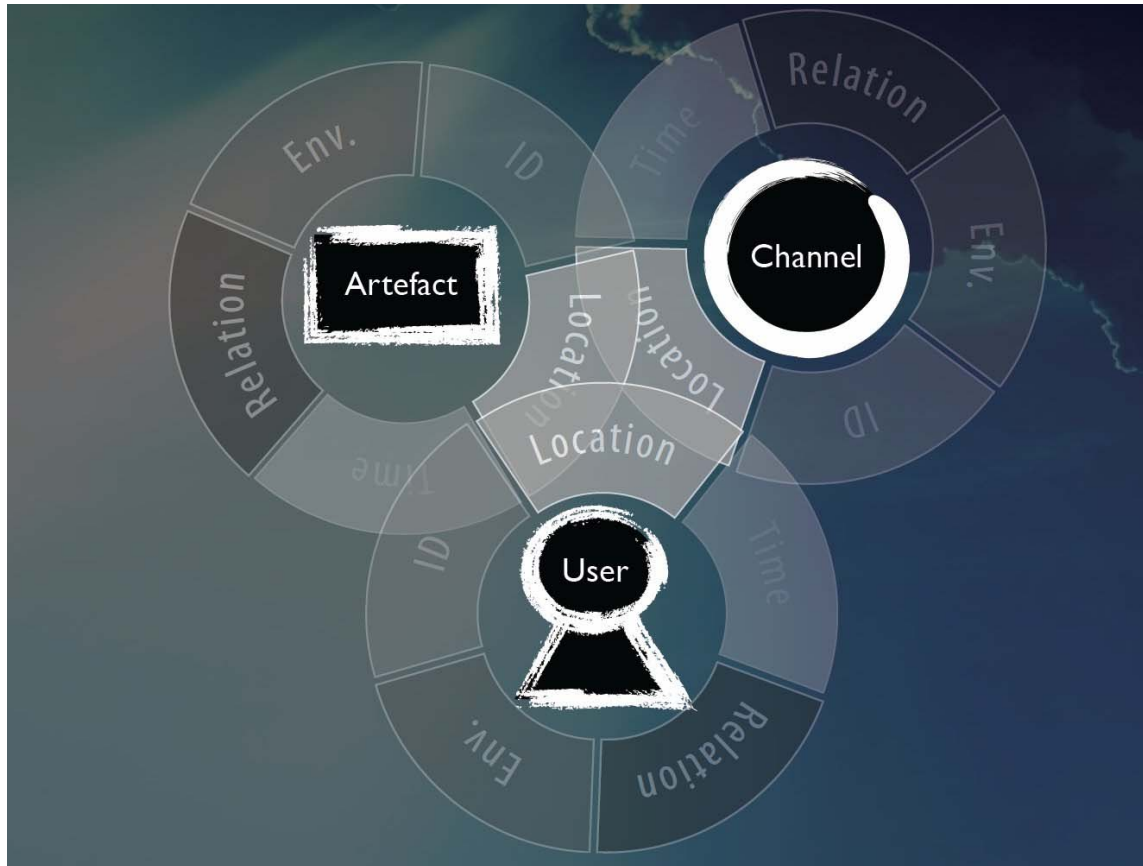 Artefact
Env.
ID
Location
Time
Relation
Channel
Relation
Env.
ID
Location
Time
User
Location
Time
Relation
Env.
ID